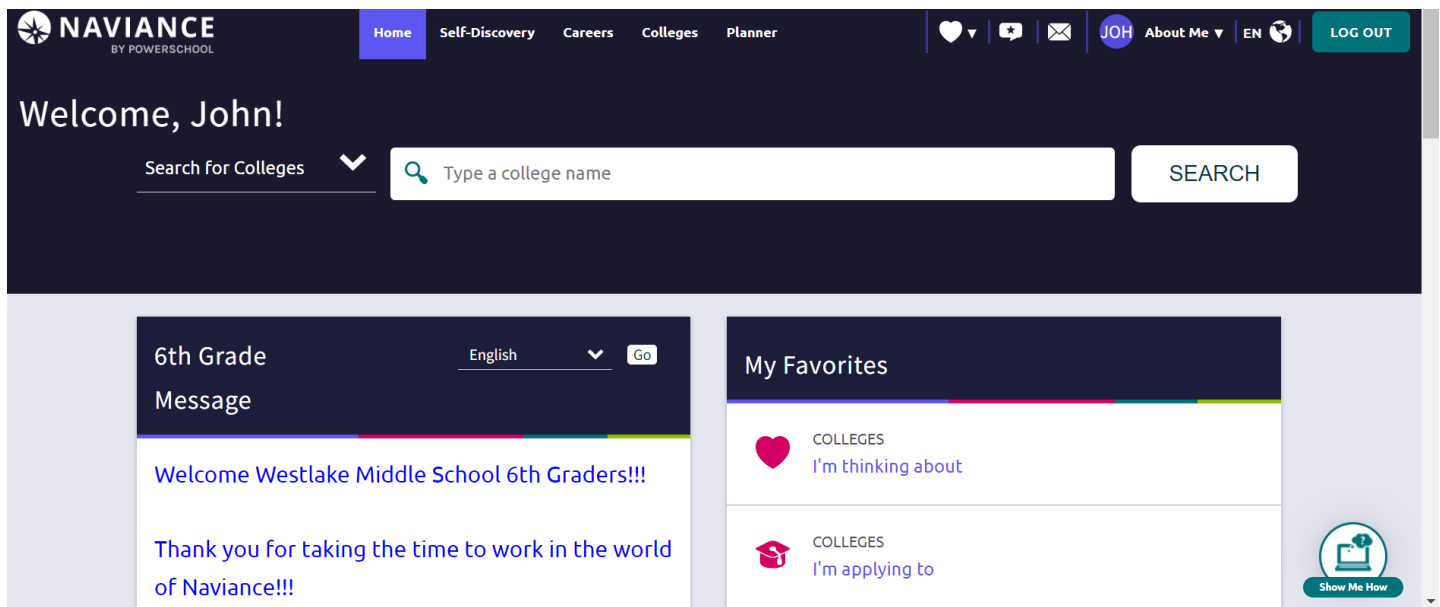 NAVIANCE
BY POWERSCHOOL
Home Self-Discovery Careers Colleges Planner
JOH About Me EN LOG OUT
Welcome, John!
Search for Colleges Type a college name SEARCH
6th Grade
Message
English Go
Welcome Westlake Middle School 6th Graders!!!
Thank you for taking the time to work in the world
of Naviance!!!
My Favorites
COLLEGES
I'm thinking about
COLLEGES
I'm applying to
Show Me How